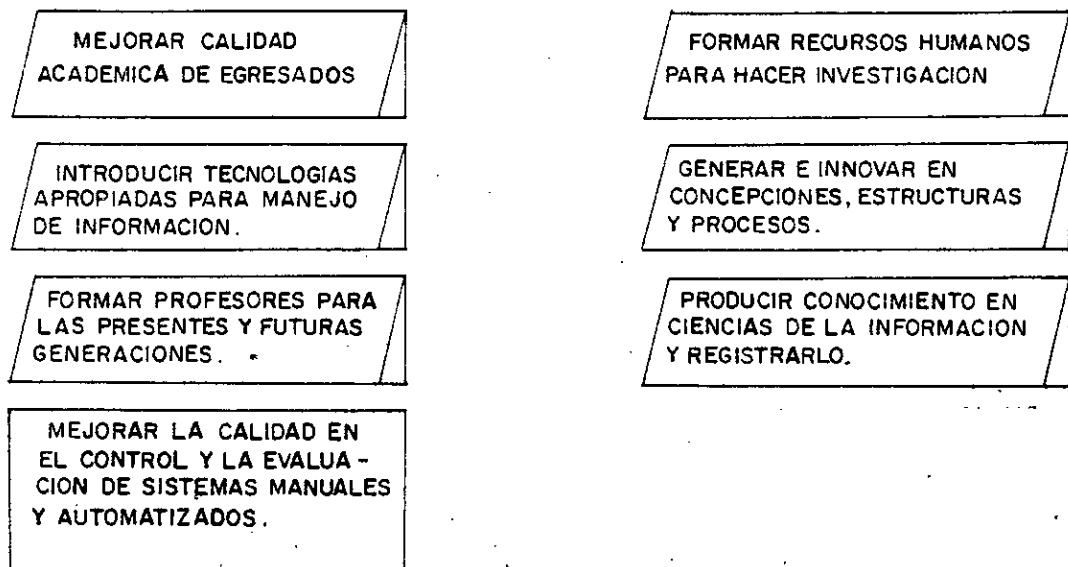 MEJORAR CALIDAD
ACADEMICA DE EGRESADOS
INTRODUCIR TECNOLOGIAS
APROPIADAS PARA MANEJO
DE INFORMACION.
FORMAR PROFESORES PARA
LAS PRESENTES Y FUTURAS
GENERACIONES.
MEJORAR LA CALIDAD EN
EL CONTROL Y LA EVALUA-
CION DE SISTEMAS MANUALES
Y AUTOMATIZADOS.
FORMAR RECURSOS HUMANOS
PARA HACER INVESTIGACION
GENERAR E INNOVAR EN
CONCEPCIONES, ESTRUCTURAS
Y PROCESOS.
PRODUCIR CONOCIMIENTO EN
CIENCIAS DE LA INFORMACION
Y REGISTRARLO.